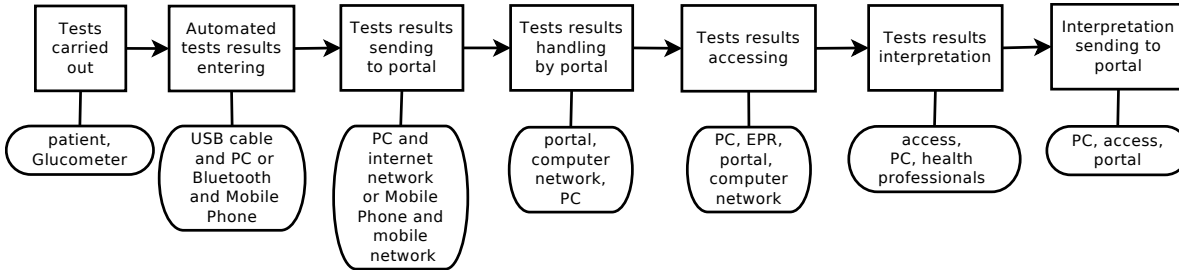 Tests
carried
out
Automated
tests results
entering
Tests results
sending
to portal
Tests results
handling
by portal
Tests results
accessing
Tests results
interpretation
Interpretation
sending to
portal
patient,
Glucometer
USB cable
and PC or
Bluetooth
and Mobile
Phone
PC and
internet
network
or Mobile
Phone and
mobile
network
portal,
computer
network,
PC
PC, EPR,
portal,
computer
network
access,
PC, health
professionals
PC, access,
portal